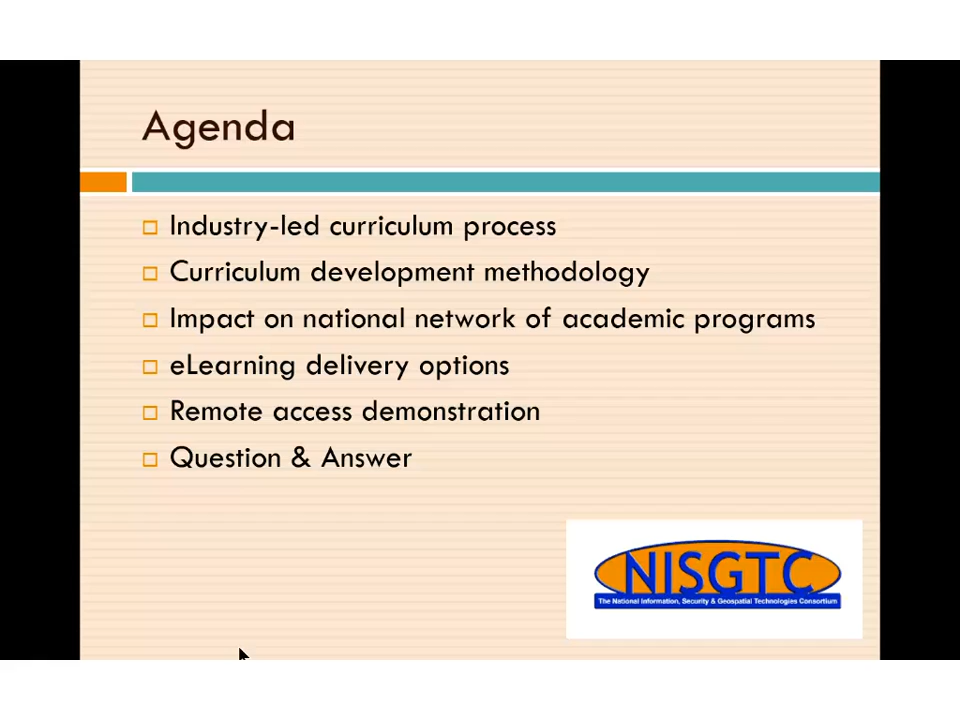 Agenda
Industry-led curriculum process
Curriculum development methodology
Impact on national network of academic programs
eLearning delivery options
Remote access demonstration
Question & Answer
NISGTC
The National Information, Security & Geospatial Technologies Consortium